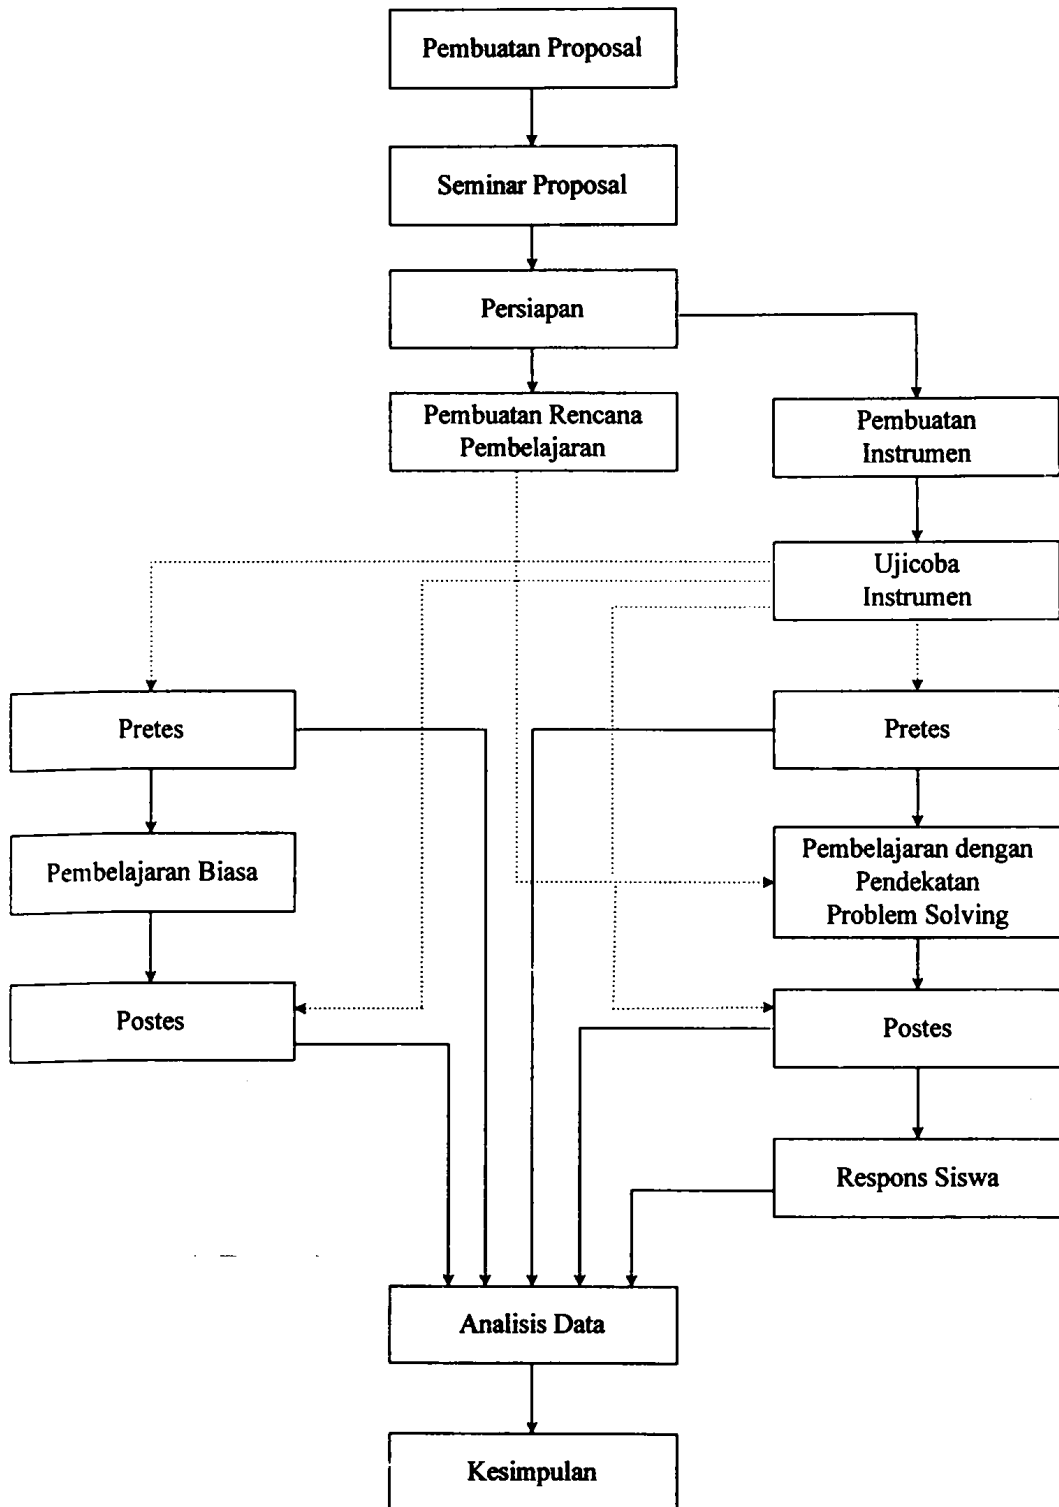 Pembuatan Proposal
Seminar Proposal
Persiapan
Pembuatan Rencana
Pembelajaran
Pembuatan
Instrumen
Ujicoba
Instrumen
Pretes
Pretes
Pembelajaran Biasa
Pembelajaran dengan
Pendekatan
Problem Solving
Postes
Postes
Respons Siswa
Analisis Data
Kesimpulan